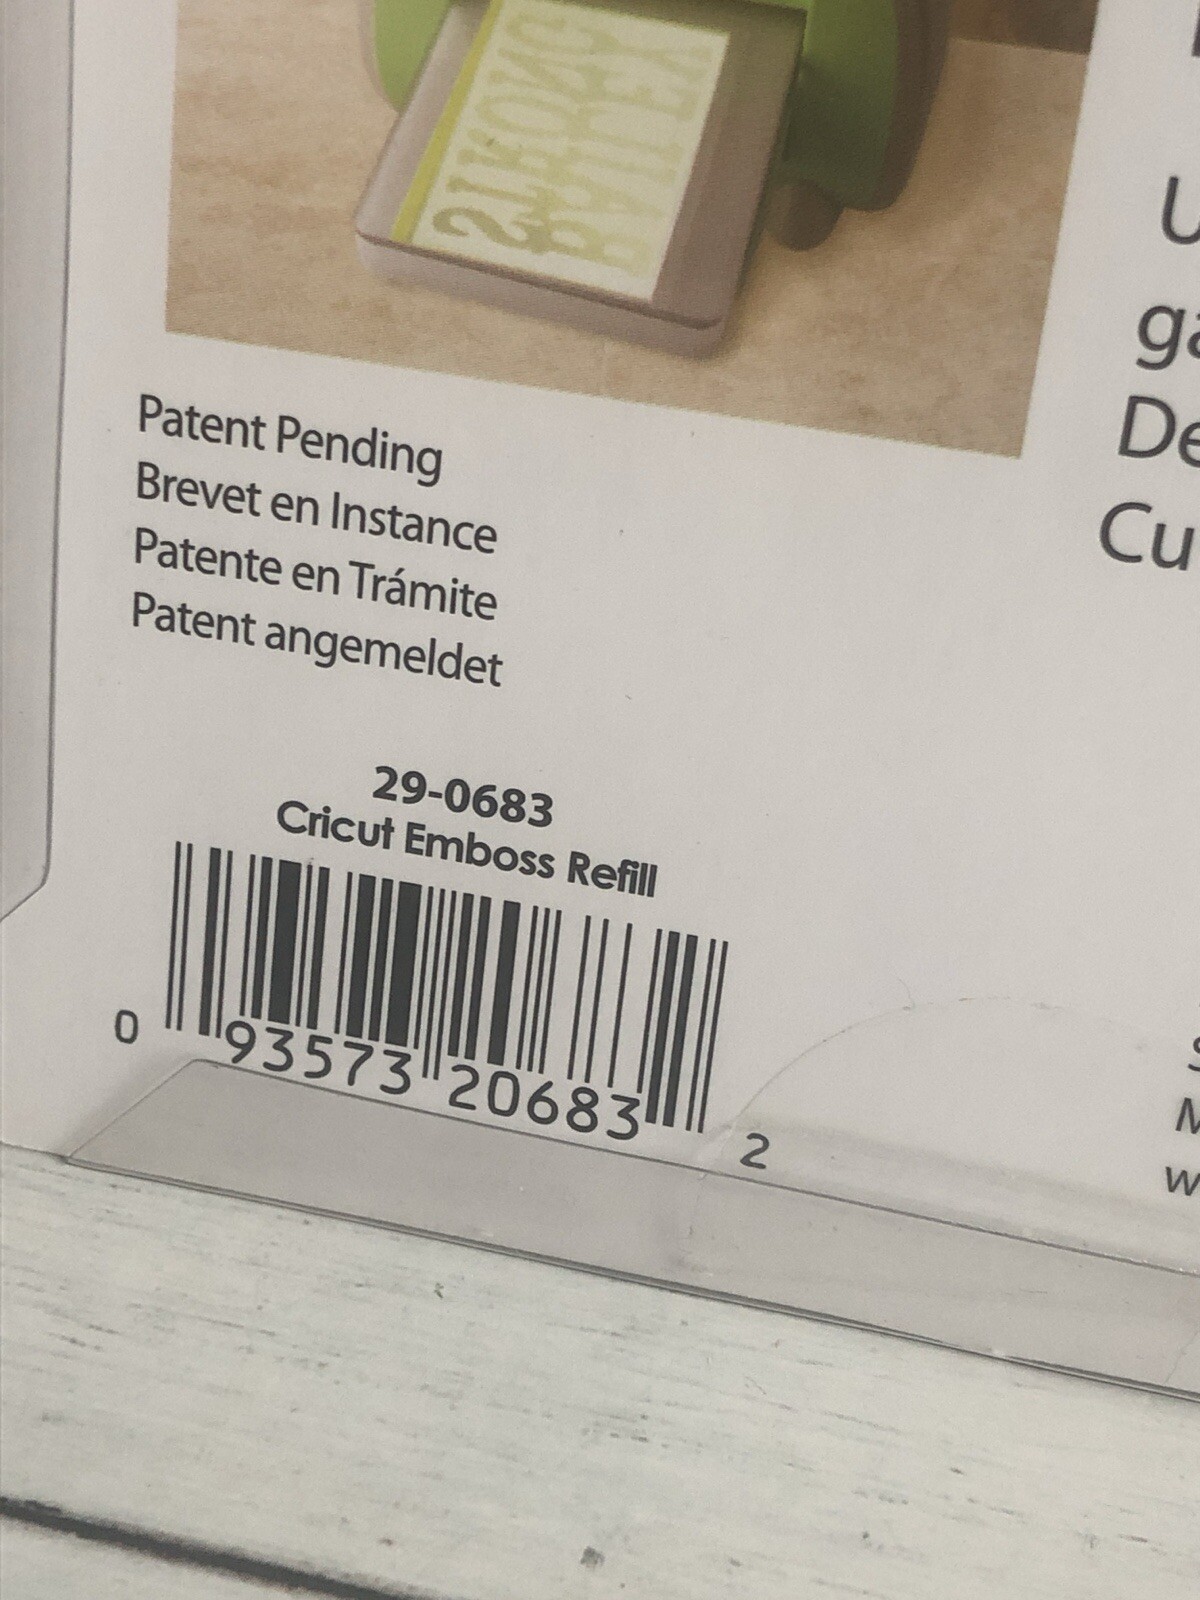 Patent Pending
Brevet en Instance
Patente en Trámite
Patent angemeldet
29-0683
Cricut Emboss Refill
0 93573 20683 2